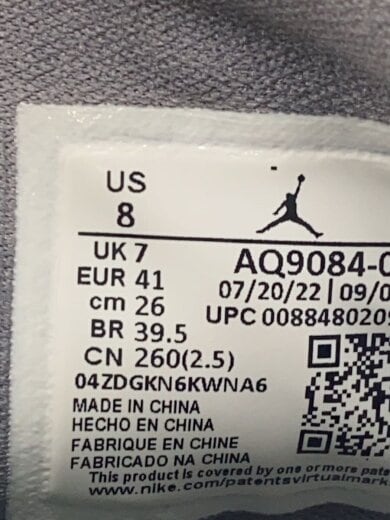 US
8
UK 7
EUR 41
cm 26
BR 39.5
CN 260(2.5)
AQ9084-0
07/20/22 | 09/0
UPC 0088480209
04ZDGKN6KWNA6
MADE IN CHINA
HECHO EN CHINA
FABRIQUE EN CHINE
FABRICADO NA CHINA
This product is covered by one or more pate
www.nike.com/patentsvirtualmark